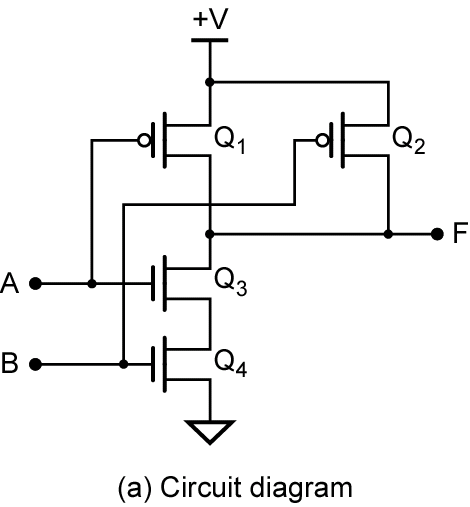 +V
Q1
Q2
F
A
Q3
B
Q4
(a) Circuit diagram